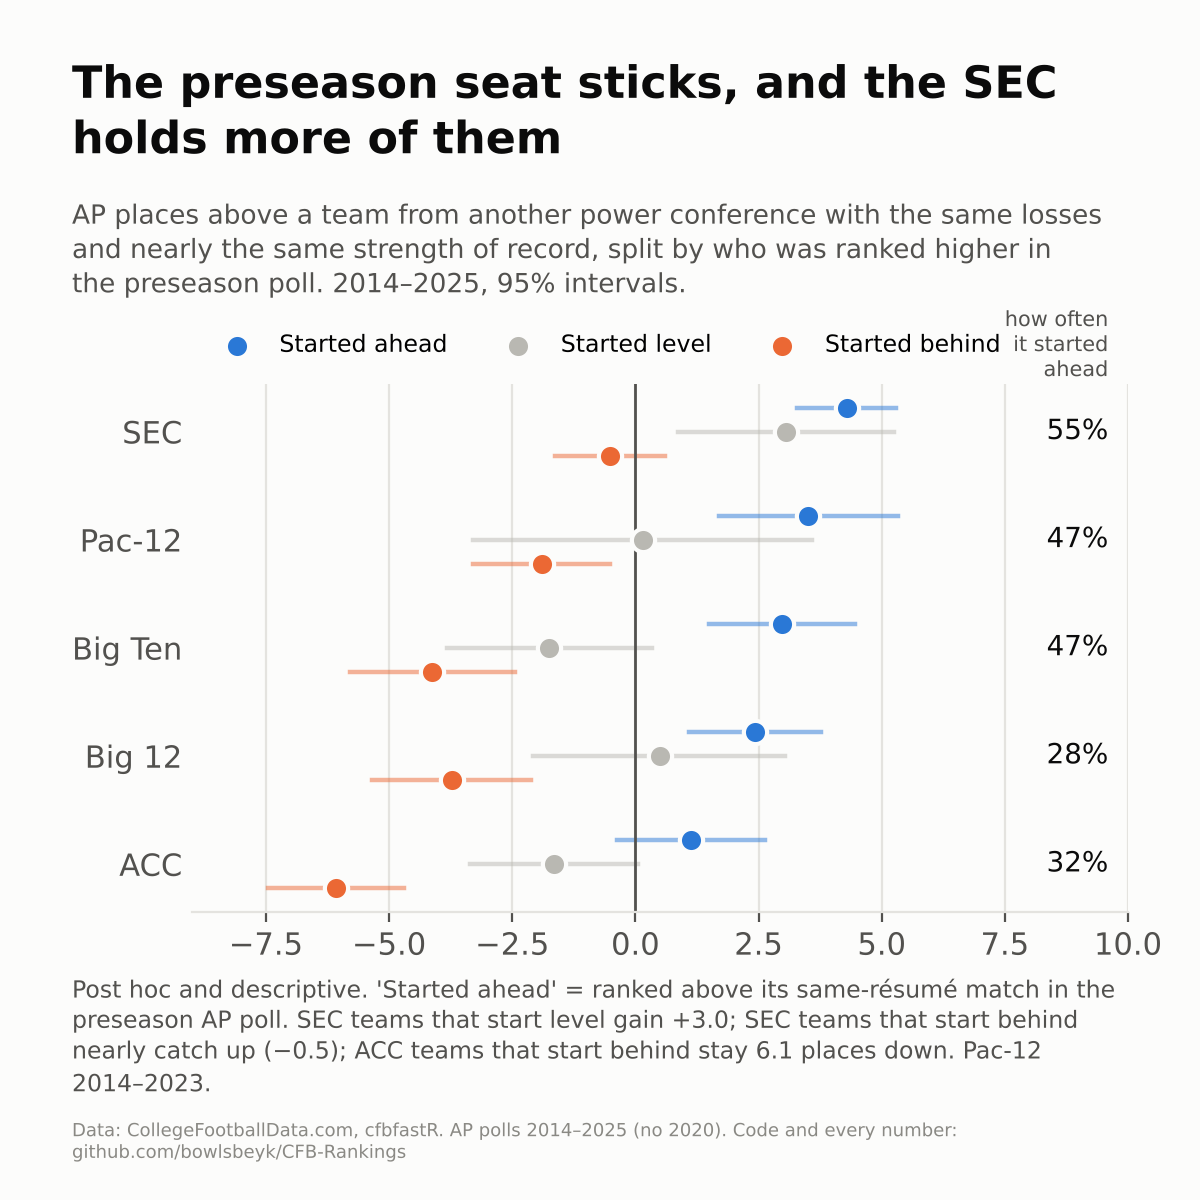 The preseason seat sticks, and the SEC
holds more of them
AP places above a team from another power conference with the same losses
and nearly the same strength of record, split by who was ranked higher in
the preseason poll. 2014–2025, 95% intervals.
how often
it started
ahead
Started ahead
Started level
Started behind
SEC
55%
Pac-12
47%
Big Ten
47%
Big 12
28%
ACC
32%
−7.5
−5.0
−2.5
0.0
2.5
5.0
7.5
10.0
Post hoc and descriptive. 'Started ahead' = ranked above its same-résumé match in the
preseason AP poll. SEC teams that start level gain +3.0; SEC teams that start behind
nearly catch up (−0.5); ACC teams that start behind stay 6.1 places down. Pac-12
2014–2023.
Data: CollegeFootballData.com, cfbfastR. AP polls 2014–2025 (no 2020). Code and every number:
github.com/bowlsbeyk/CFB-Rankings